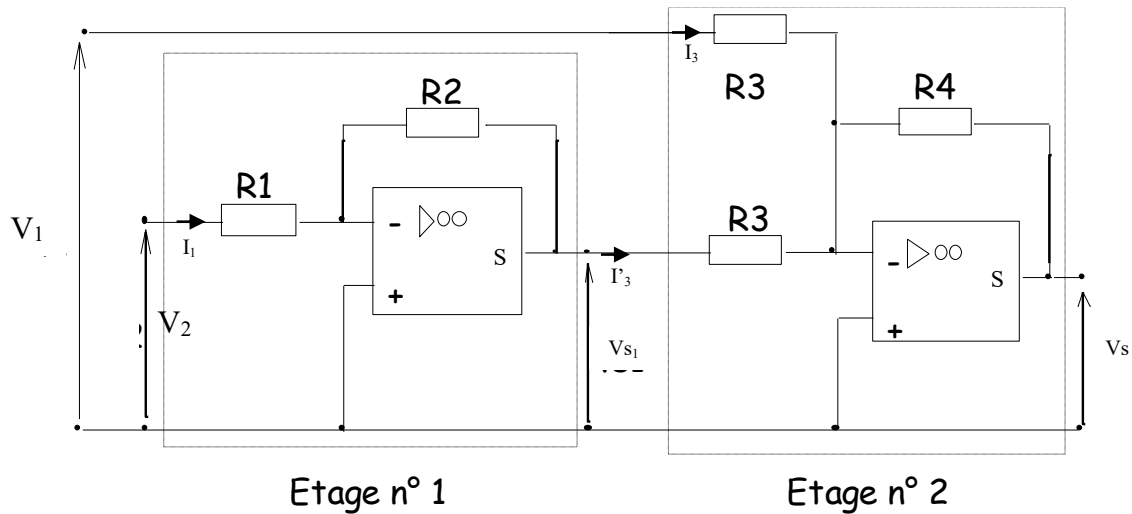 I3
R3
R2
R4
R1
R3
V1
I1
-
S
I'3
-
S
+
V2
+
Vs1
Vs
Etage n° 1
Etage n° 2